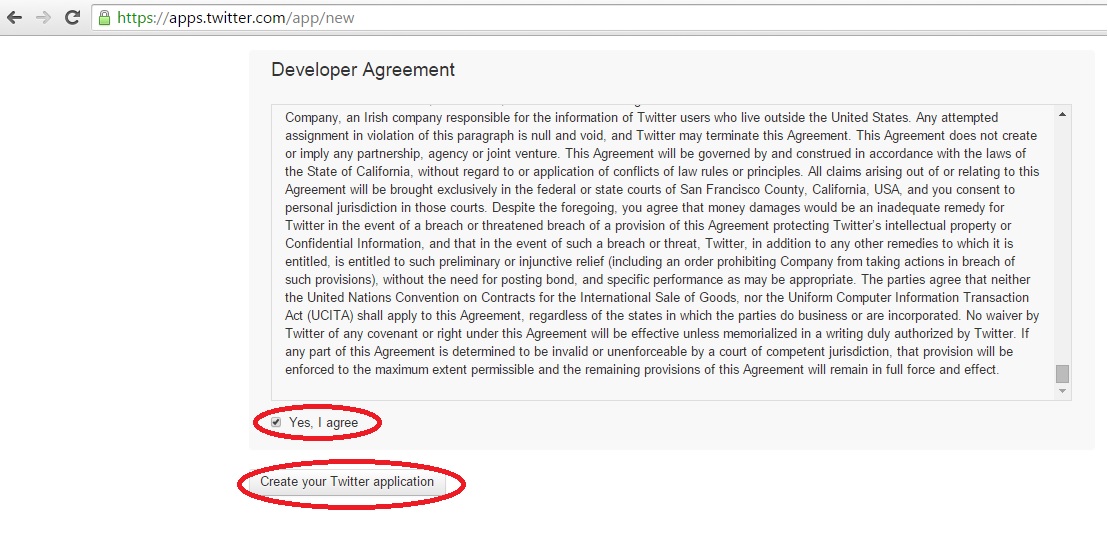 https://apps.twitter.com/app/new
Developer Agreement
Company, an Irish company responsible for the information of Twitter users who live outside the United States. Any attempted
assignment in violation of this paragraph is null and void, and Twitter may terminate this Agreement. This Agreement does not create
or imply any partnership, agency or joint venture. This Agreement will be governed by and construed in accordance with the laws of
the State of California, without regard to or application of conflicts of law rules or principles. All claims arising out of or relating to this
Agreement will be brought exclusively in the federal or state courts of San Francisco County, California, USA, and you consent to
personal jurisdiction in those courts. Despite the foregoing, you agree that money damages would be an inadequate remedy for
Twitter in the event of a breach or threatened breach of a provision of this Agreement protecting Twitter's intellectual property or
Confidential Information, and that in the event of such a breach or threat, Twitter, in addition to any other remedies to which it is
entitled, is entitled to such preliminary or injunctive relief (including an order prohibiting Company from taking actions in breach of
such provisions), without the need for posting bond, and specific performance as may be appropriate. The parties agree that neither
the United Nations Convention on Contracts for the International Sale of Goods, nor the Uniform Computer Information Transaction
Act (UCITA) shall apply to this Agreement, regardless of the states in which the parties do business or are incorporated. No waiver by
Twitter of any covenant or right under this Agreement will be effective unless memorialized in a writing duly authorized by Twitter. If
any part of this Agreement is determined to be invalid or unenforceable by a court of competent jurisdiction, that provision will be
enforced to the maximum extent permissible and the remaining provisions of this Agreement will remain in full force and effect.
Yes, I agree
Create your Twitter application